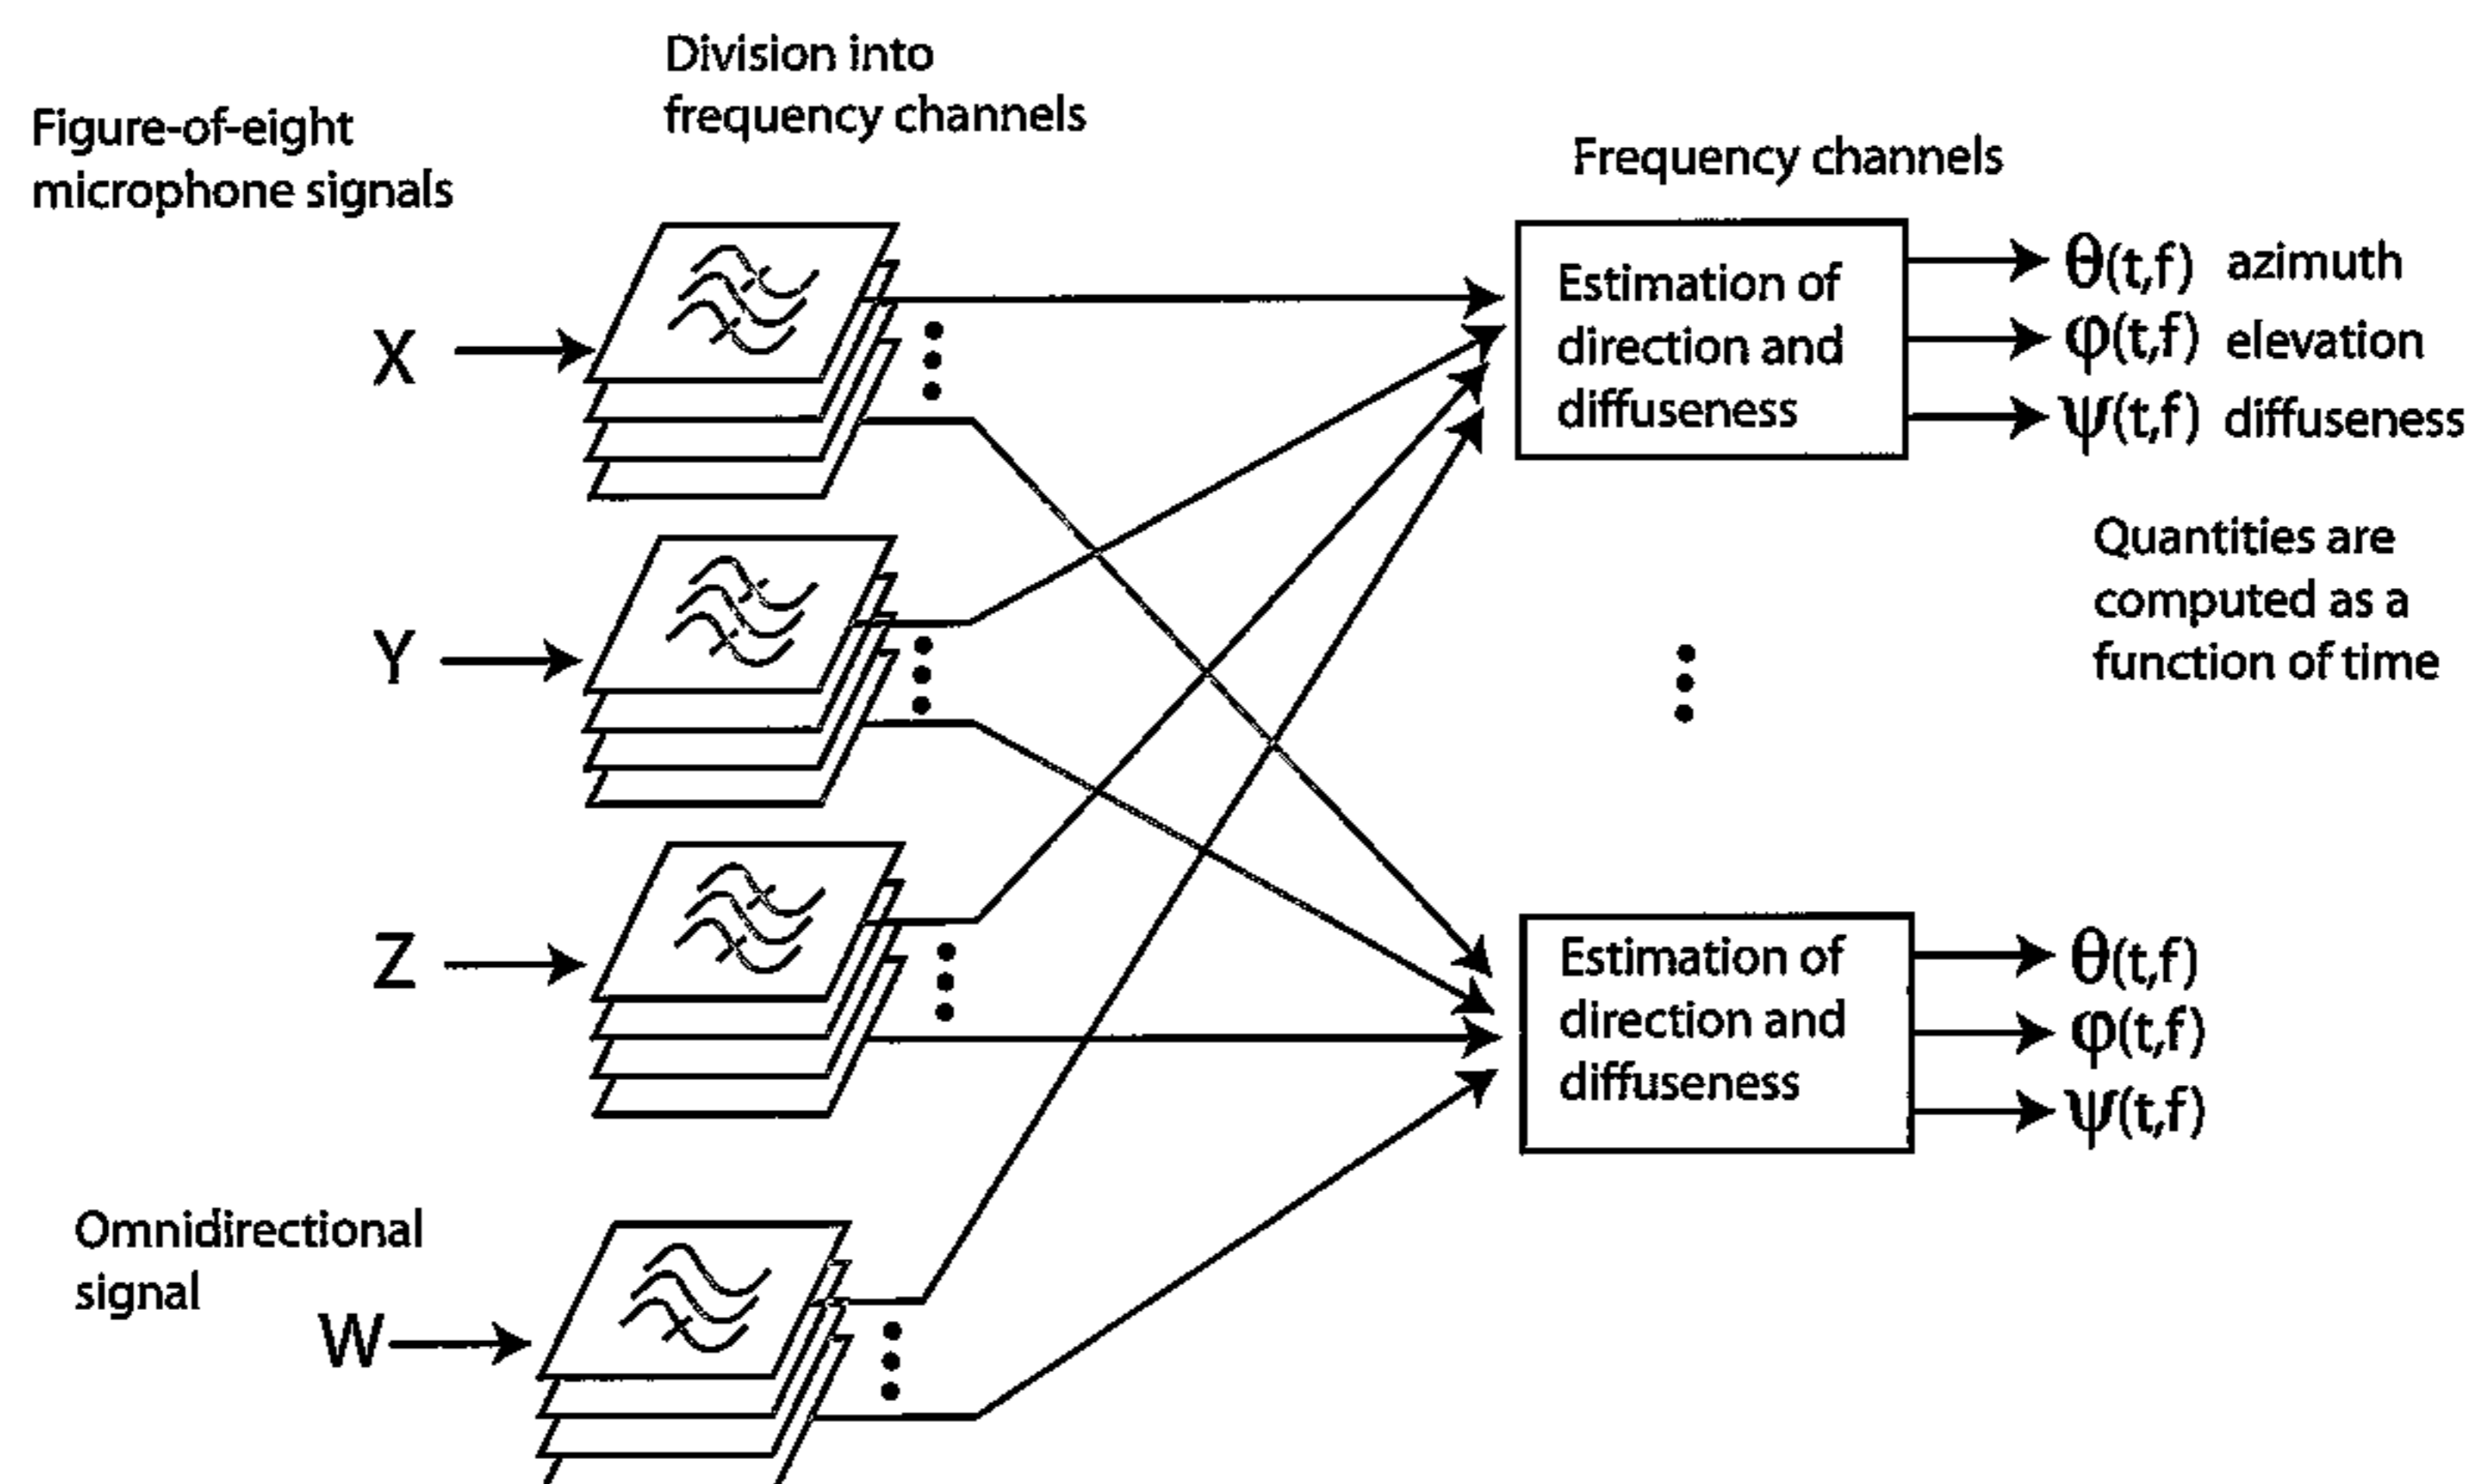 Division into
frequency channels
Figure-of-eight
microphone signals
Frequency channels
X
Y
Z
Omnidirectional
signal
W
Estimation of
direction and
diffuseness
θ(t,f) azimuth
φ(t,f) elevation
ψ(t,f) diffuseness
Quantities are
computed as a
function of time
Estimation of
direction and
diffuseness
θ(t,f)
φ(t,f)
ψ(t,f)